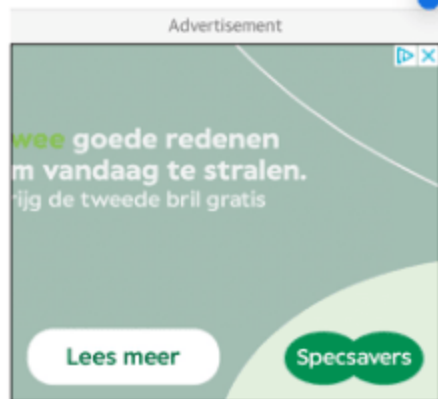 Advertisement
wee goede redenen
m vandaag te stralen.
rijg de tweede bril gratis
Lees meer
Specsavers